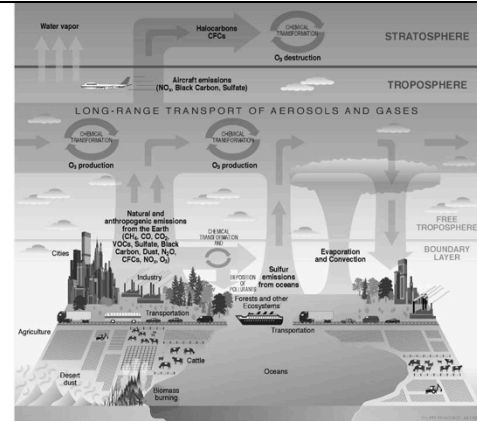 Water vapor
Halocarbons
CFCs
CHEMICAL
TRANSFORMATION
O₃ destruction
STRATOSPHERE
Aircraft emissions
(NOₓ, Black Carbon, Sulfate)
TROPOSPHERE
LONG-RANGE TRANSPORT OF AEROSOLS AND GASES
CHEMICAL
TRANSFORMATION
O₃ production
CHEMICAL
TRANSFORMATION
O₃ production
Natural and
anthropogenic emissions
from the Earth
(CH₄, CO, CO₂,
VOCs, Sulfate, Black
Carbon, Dust, N₂O,
CFCs, NOₓ, O₃)
CHEMICAL
TRANSFORMATION
AND
DEPOSITION
OF
POLLUTANTS
Sulfur
emissions
from oceans
Evaporation
and
Convection
FREE
TROPOSPHERE
BOUNDARY
LAYER
Cities
Industry
Forests and other
Ecosystems
Transportation
Transportation
Agriculture
Cattle
Desert
dust
Biomass
burning
Oceans